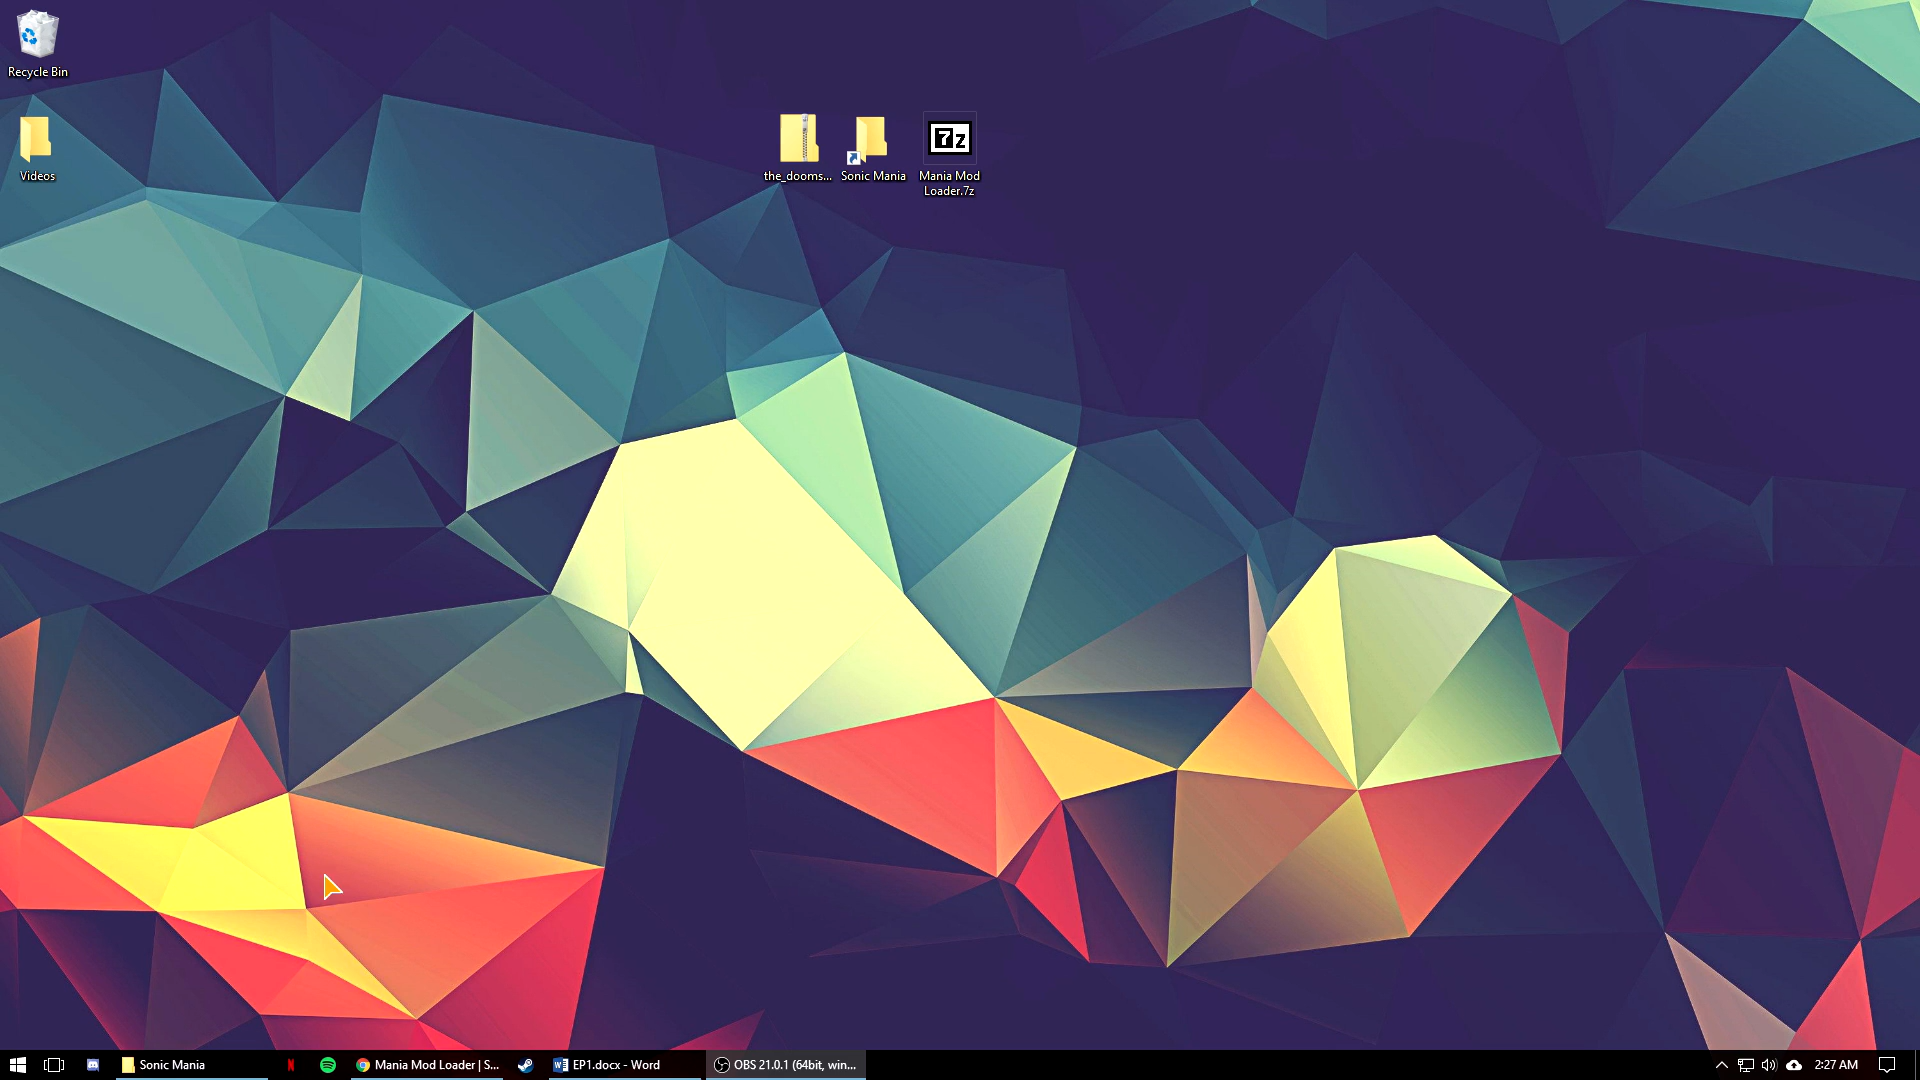 Recycle Bin
Videos
the_dooms...
Sonic Mania
7z
Mania Mod
Loader.7z
Sonic Mania
Mania Mod Loader | S...
EP1.docx - Word
OBS 21.0.1 (64bit, win...
2:27 AM